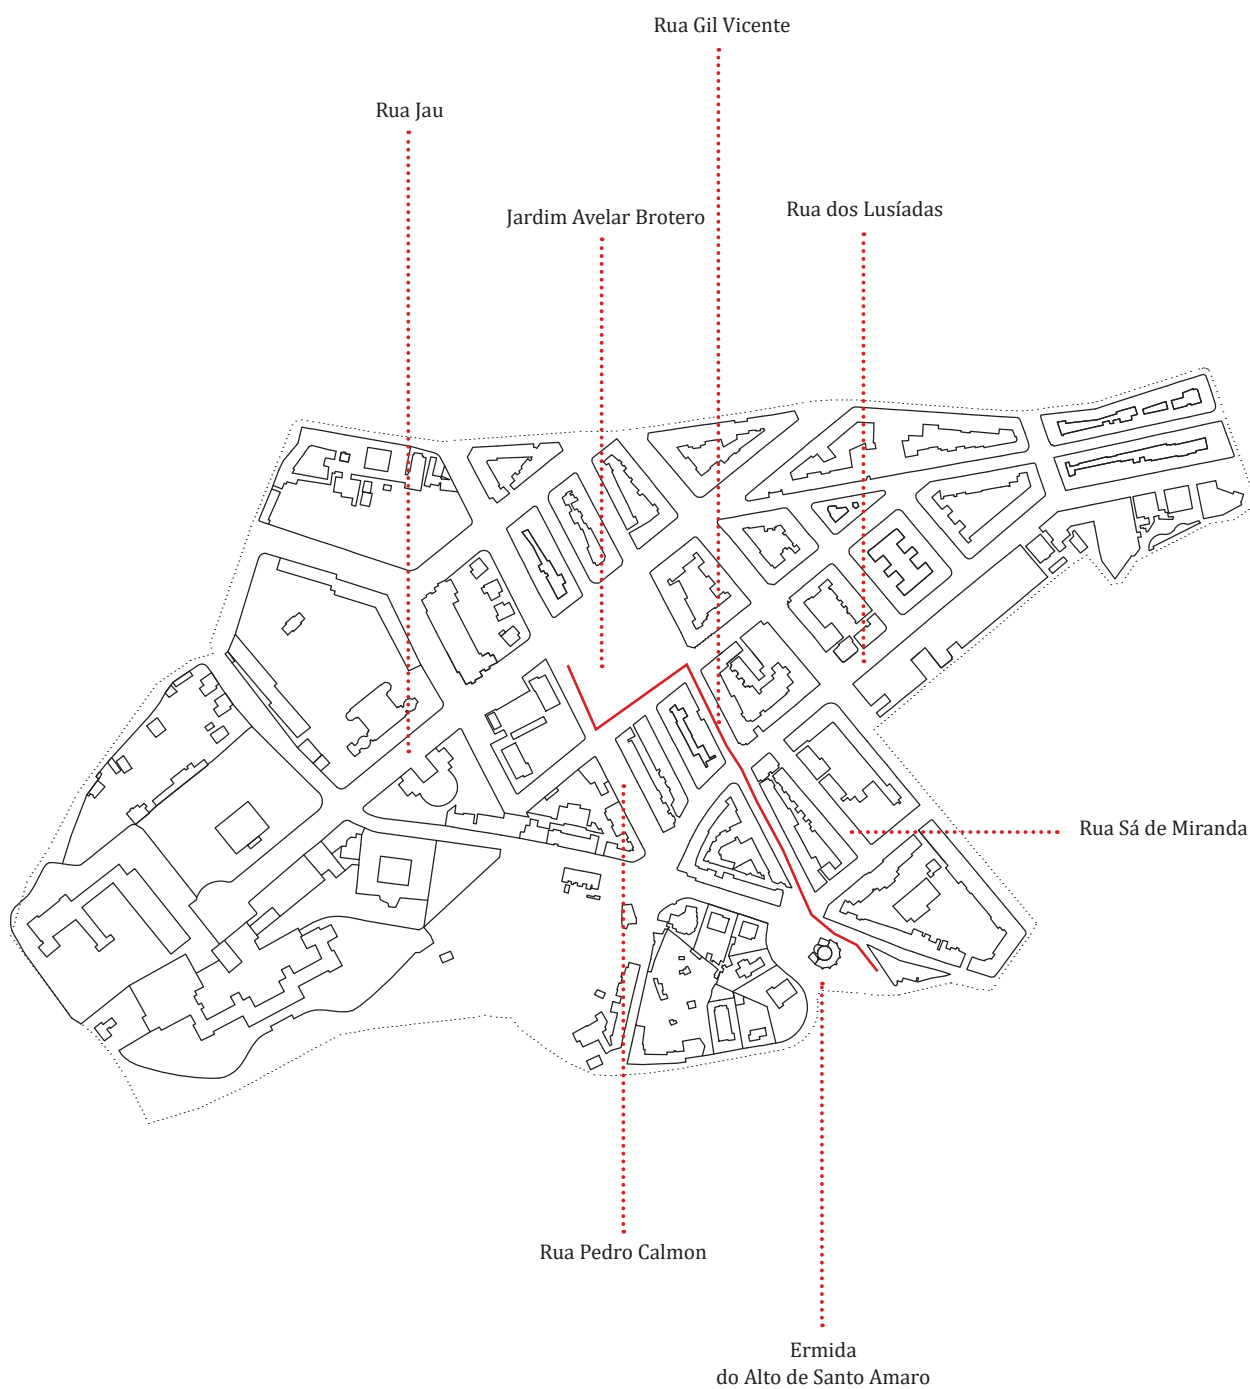 Rua Gil Vicente
Rua Jau
Jardim Avelar Brotero
Rua dos Lusíadas
Rua Sá de Miranda
Rua Pedro Calmon
Ermida
do Alto de Santo Amaro